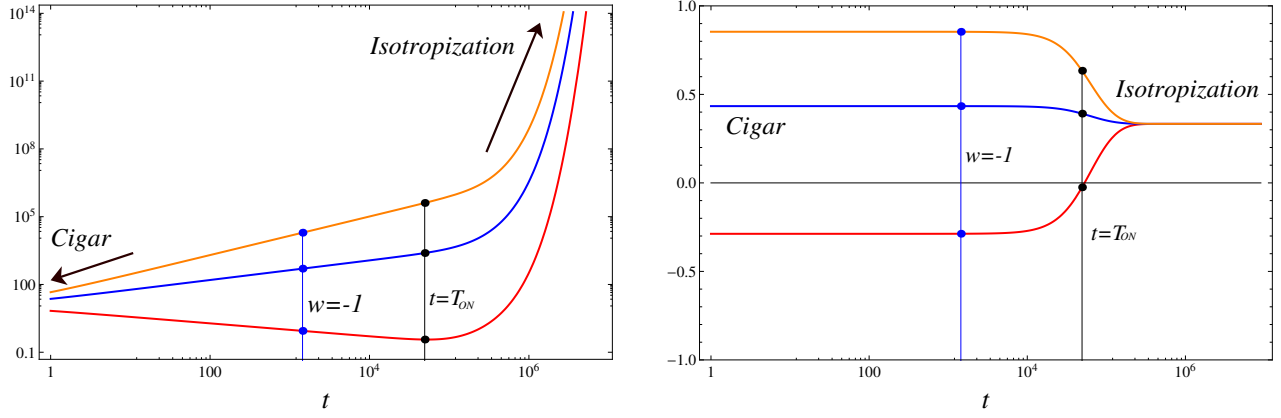 10^14
10^11
10^8
10^5
100
0.1
Isotropization
Cigar
w=-1
t=T_ON
1
100
10^4
10^6
t
1.0
0.5
0.0
-0.5
-1.0
Isotropization
Cigar
w=-1
t=T_ON
1
100
10^4
10^6
t